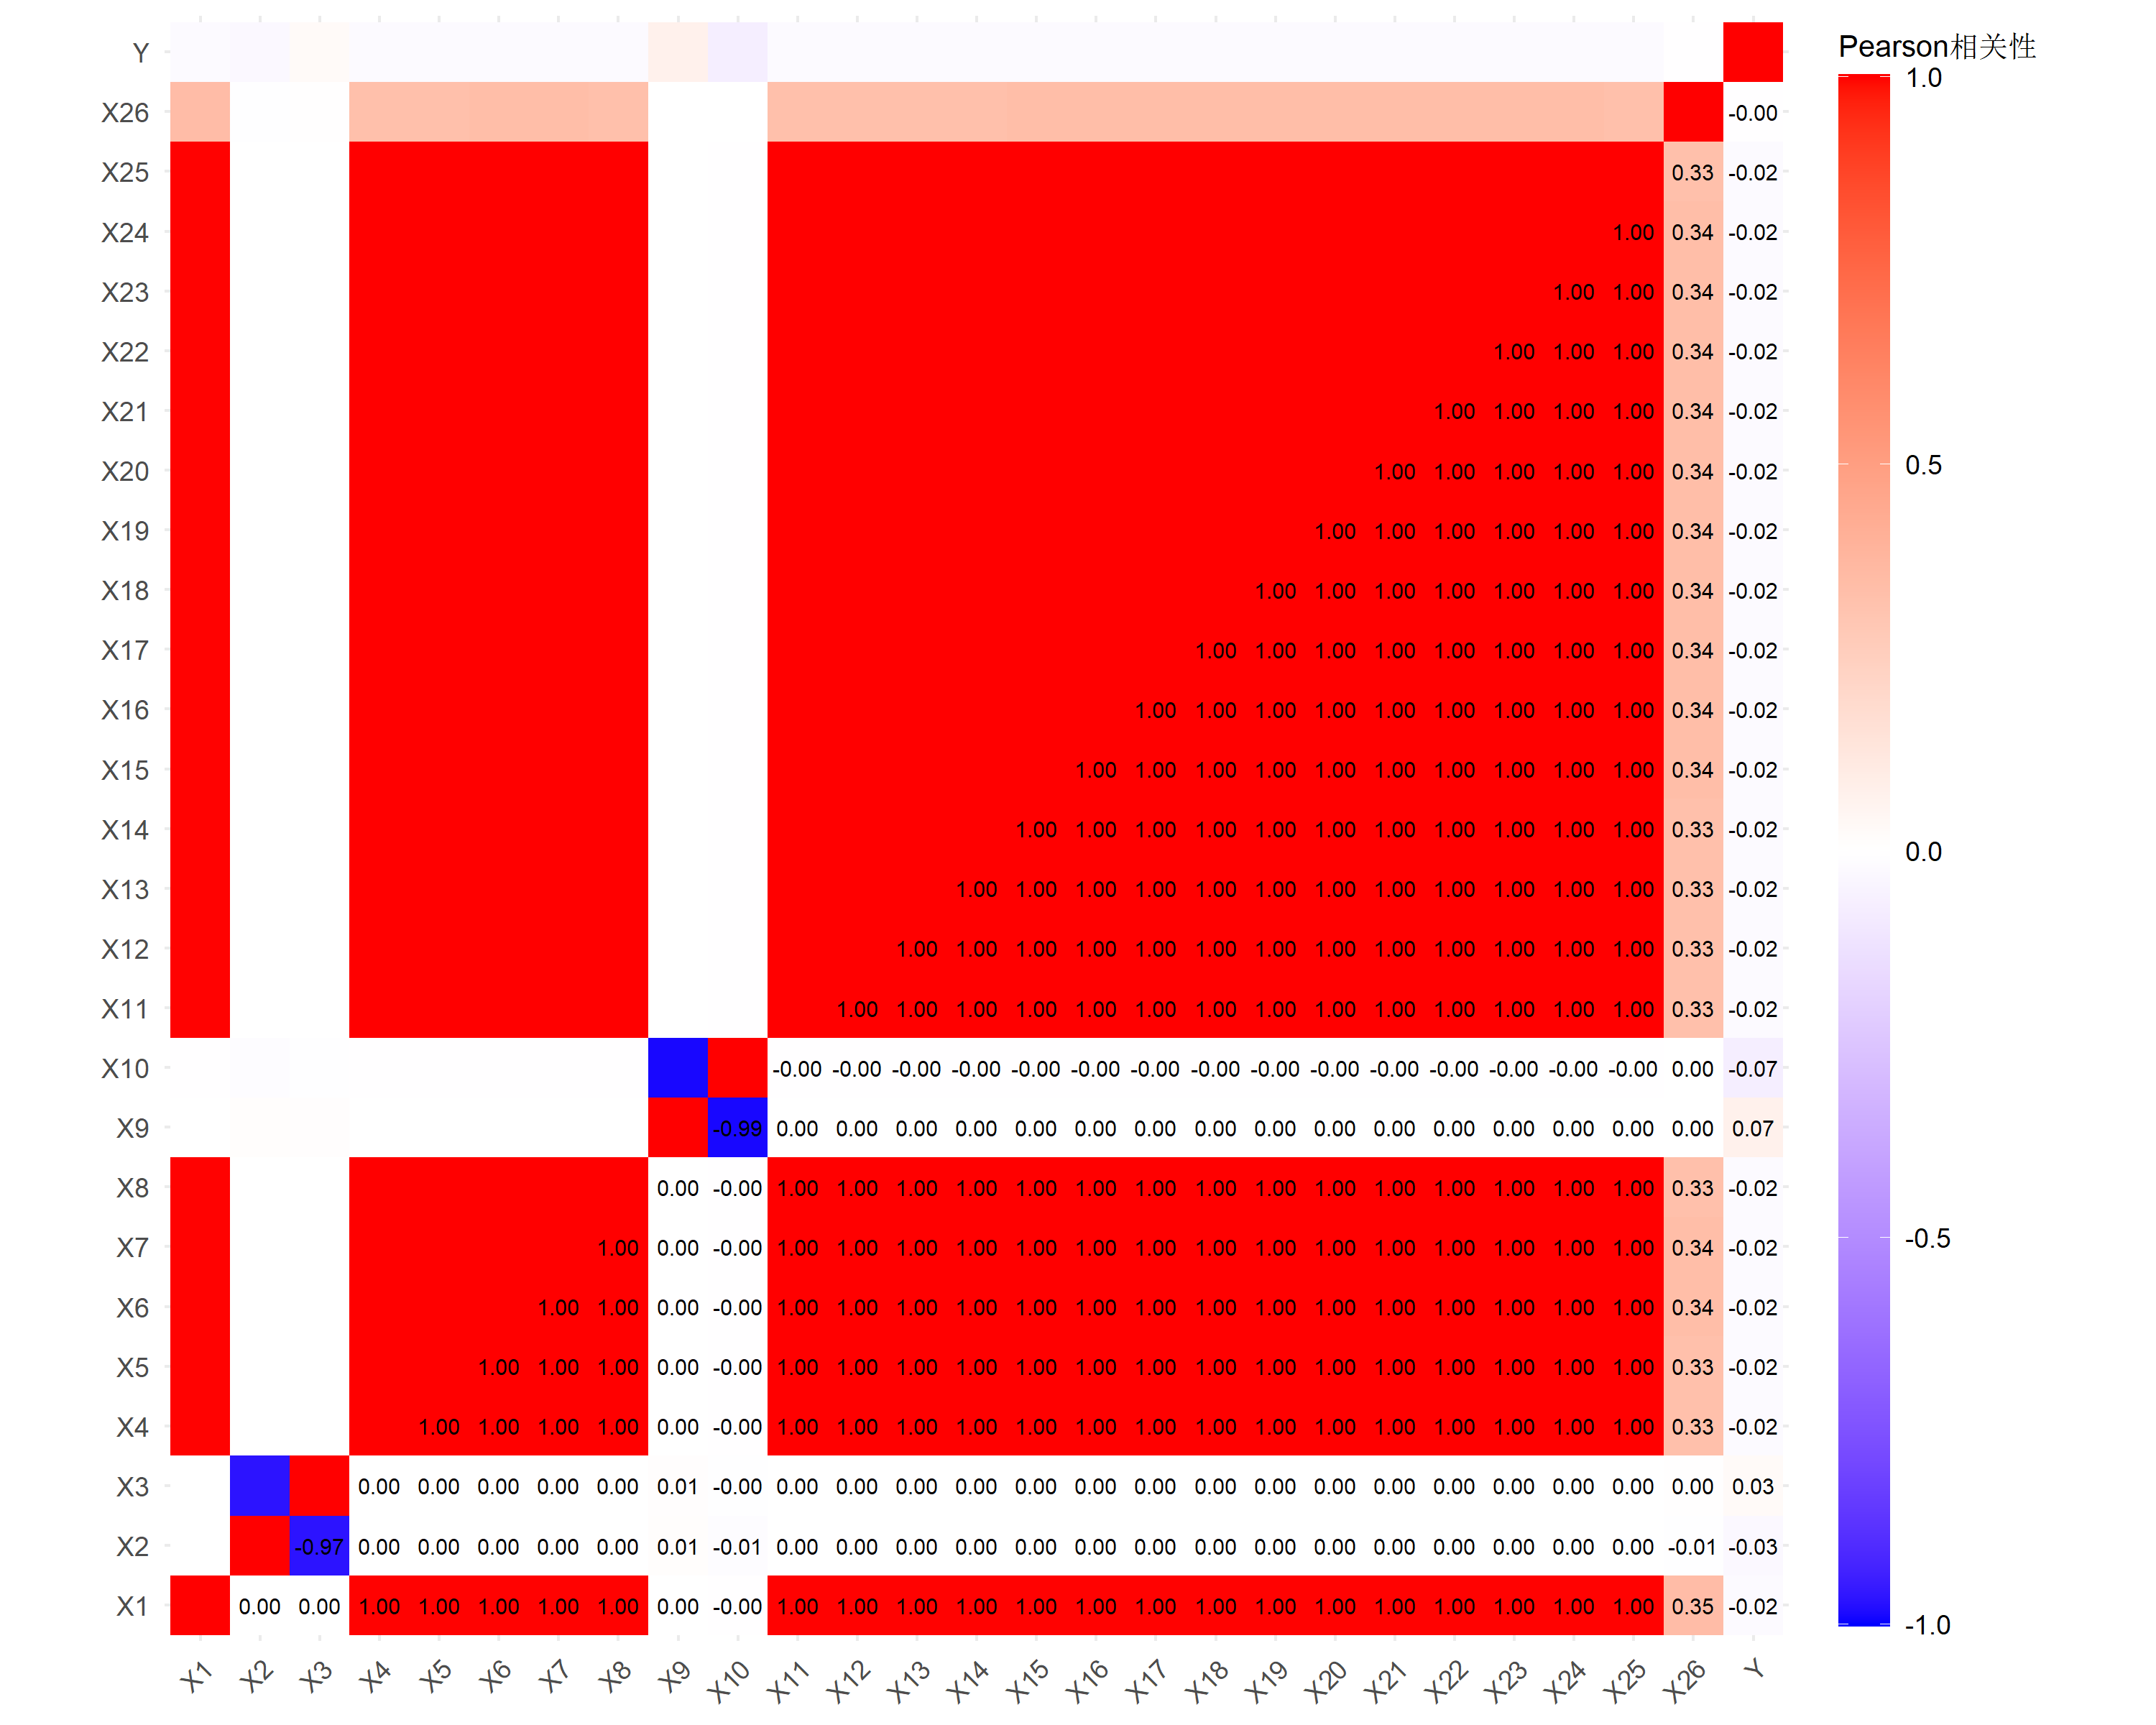 Pearson相关性
1.0
0.5
0.0
-0.5
-1.0
Y
X26 -0.00
X25 0.33 -0.02
X24 1.00 0.34 -0.02
X23 1.00 1.00 0.34 -0.02
X22 1.00 1.00 1.00 0.34 -0.02
X21 1.00 1.00 1.00 1.00 0.34 -0.02
X20 1.00 1.00 1.00 1.00 1.00 0.34 -0.02
X19 1.00 1.00 1.00 1.00 1.00 1.00 0.34 -0.02
X18 1.00 1.00 1.00 1.00 1.00 1.00 1.00 0.34 -0.02
X17 1.00 1.00 1.00 1.00 1.00 1.00 1.00 1.00 0.34 -0.02
X16 1.00 1.00 1.00 1.00 1.00 1.00 1.00 1.00 1.00 0.34 -0.02
X15 1.00 1.00 1.00 1.00 1.00 1.00 1.00 1.00 1.00 1.00 0.34 -0.02
X14 1.00 1.00 1.00 1.00 1.00 1.00 1.00 1.00 1.00 1.00 1.00 0.33 -0.02
X13 1.00 1.00 1.00 1.00 1.00 1.00 1.00 1.00 1.00 1.00 1.00 1.00 0.33 -0.02
X12 1.00 1.00 1.00 1.00 1.00 1.00 1.00 1.00 1.00 1.00 1.00 1.00 1.00 0.33 -0.02
X11 1.00 1.00 1.00 1.00 1.00 1.00 1.00 1.00 1.00 1.00 1.00 1.00 1.00 1.00 0.33 -0.02
X10 -0.00 -0.00 -0.00 -0.00 -0.00 -0.00 -0.00 -0.00 -0.00 -0.00 -0.00 -0.00 -0.00 -0.00 -0.00 0.00 -0.07
X9 -0.99 0.00 0.00 0.00 0.00 0.00 0.00 0.00 0.00 0.00 0.00 0.00 0.00 0.00 0.00 0.00 0.00 0.07
X8 0.00 -0.00 1.00 1.00 1.00 1.00 1.00 1.00 1.00 1.00 1.00 1.00 1.00 1.00 1.00 1.00 1.00 0.33 -0.02
X7 1.00 0.00 -0.00 1.00 1.00 1.00 1.00 1.00 1.00 1.00 1.00 1.00 1.00 1.00 1.00 1.00 1.00 1.00 0.34 -0.02
X6 1.00 1.00 0.00 -0.00 1.00 1.00 1.00 1.00 1.00 1.00 1.00 1.00 1.00 1.00 1.00 1.00 1.00 1.00 1.00 0.34 -0.02
X5 1.00 1.00 1.00 0.00 -0.00 1.00 1.00 1.00 1.00 1.00 1.00 1.00 1.00 1.00 1.00 1.00 1.00 1.00 1.00 1.00 0.33 -0.02
X4 1.00 1.00 1.00 1.00 0.00 -0.00 1.00 1.00 1.00 1.00 1.00 1.00 1.00 1.00 1.00 1.00 1.00 1.00 1.00 1.00 1.00 0.33 -0.02
X3 0.00 0.00 0.00 0.00 0.00 0.01 -0.00 0.00 0.00 0.00 0.00 0.00 0.00 0.00 0.00 0.00 0.00 0.00 0.00 0.00 0.00 0.00 0.00 0.03
X2 -0.97 0.00 0.00 0.00 0.00 0.00 0.01 -0.01 0.00 0.00 0.00 0.00 0.00 0.00 0.00 0.00 0.00 0.00 0.00 0.00 0.00 0.00 0.00 -0.01 -0.03
X1 0.00 0.00 1.00 1.00 1.00 1.00 1.00 0.00 -0.00 1.00 1.00 1.00 1.00 1.00 1.00 1.00 1.00 1.00 1.00 1.00 1.00 1.00 1.00 1.00 0.35 -0.02
X1 X2 X3 X4 X5 X6 X7 X8 X9 X10 X11 X12 X13 X14 X15 X16 X17 X18 X19 X20 X21 X22 X23 X24 X25 X26 Y